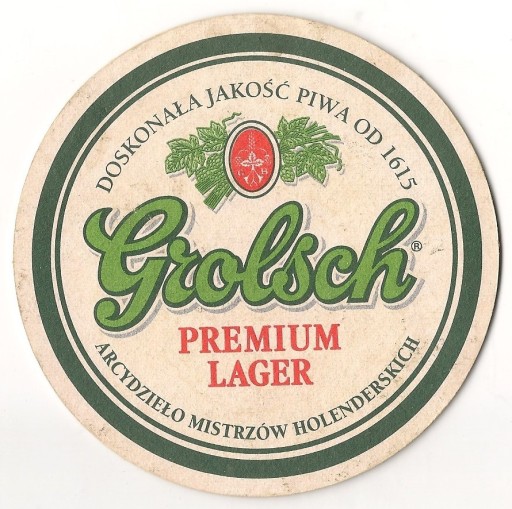 DOSKONAŁA JAKOŚĆ PIWA OD 1615
Grolsch®
PREMIUM
LAGER
ARCYDZIEŁO MISTRZÓW HOLENDERSKICH